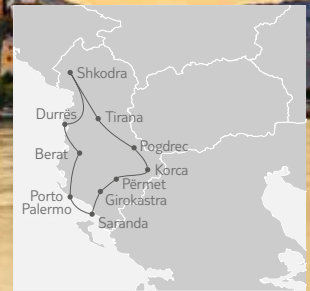 Shkodra
Durrës
Tirana
Berat
Pogdrec
Korca
Përmet
Porto
Palermo
Girokastra
Saranda